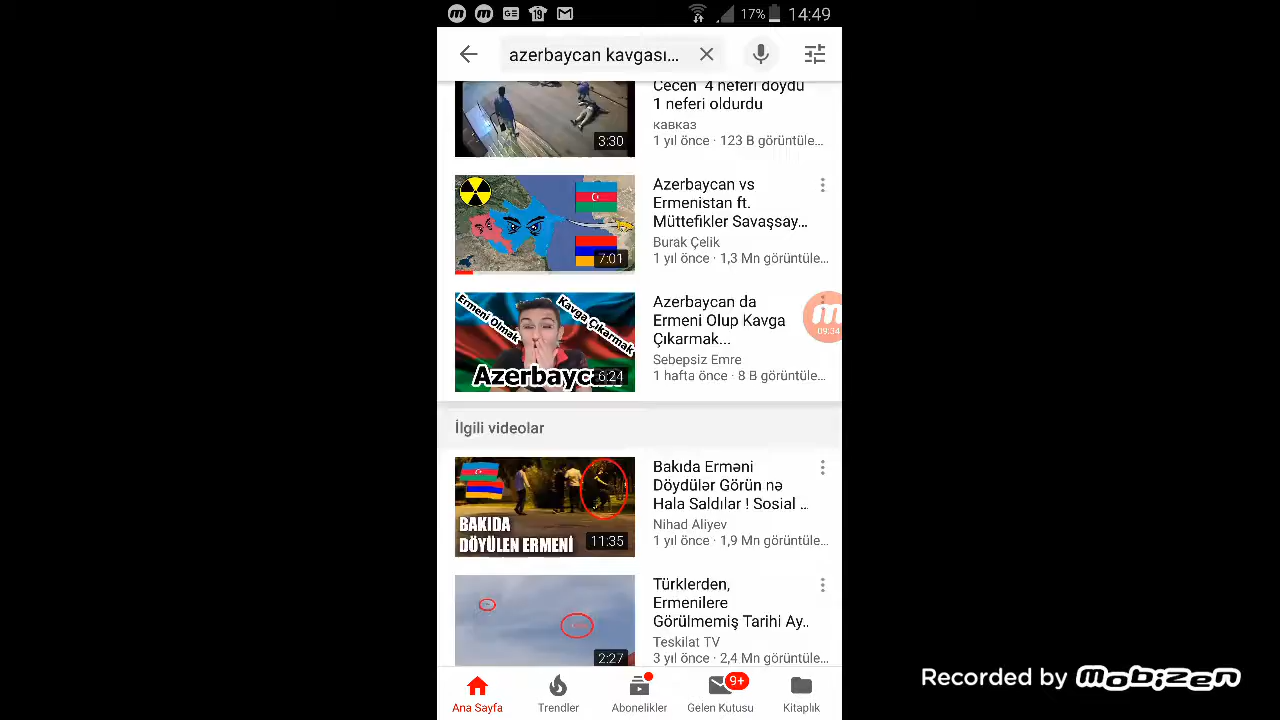 17% 14:49
azerbaycan kavgası...
Cecen 4 neferi doydu
1 neferi oldurdu
кавказ
1 yıl önce · 123 B görüntüle...
3:30
Azerbaycan vs
Ermenistan ft.
Müttefikler Savaşsay...
Burak Çelik
1 yıl önce · 1,3 Mn görüntüle...
7:01
Ermeni Olmak
Kavga Çıkarmak
Azerbaycan
6:24
Azerbaycan da
Ermeni Olup Kavga
Çıkarmak...
Sebepsiz Emre
1 hafta önce · 8 B görüntüle...
09:34
İlgili videolar
BAKIDA
DÖYÜLEN ERMENİ
11:35
Bakıda Erməni
Döydülər Görün nə
Hala Saldılar ! Sosial ...
Nihad Aliyev
1 yıl önce · 1,9 Mn görüntüle...
2:27
Türklerden,
Ermenilere
Görülmemiş Tarihi Ay..
Teskilat TV
3 yıl önce · 2,4 Mn görüntüle...
9+
Ana Sayfa Trendler Abonelikler Gelen Kutusu Kitaplık
Recorded by mobizen